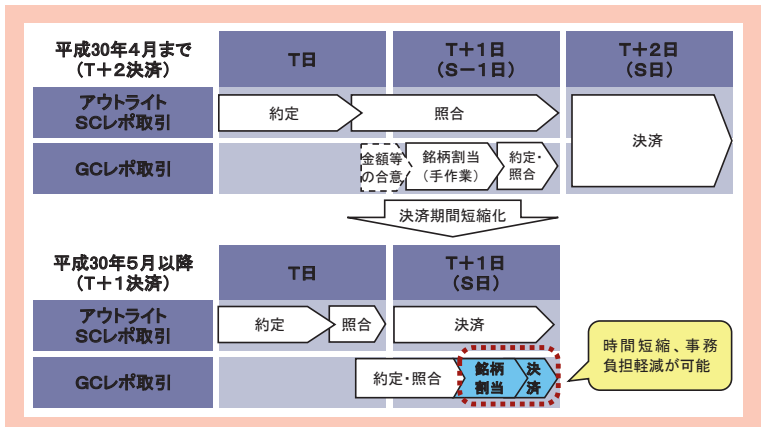 平成30年4月まで
（T＋2決済）
T日
T＋1日
（S－1日）
T＋2日
（S日）
アウトライト
SCレポ取引
約定
照合
決済
GCレポ取引
金額等
の合意
銘柄割当
（手作業）
約定・
照合
決済期間短縮化
平成30年5月以降
（T＋1決済）
T日
T＋1日
（S日）
アウトライト
SCレポ取引
約定
照合
決済
GCレポ取引
約定・照合
銘柄
割当
決
済
時間短縮、事務
負担軽減が可能